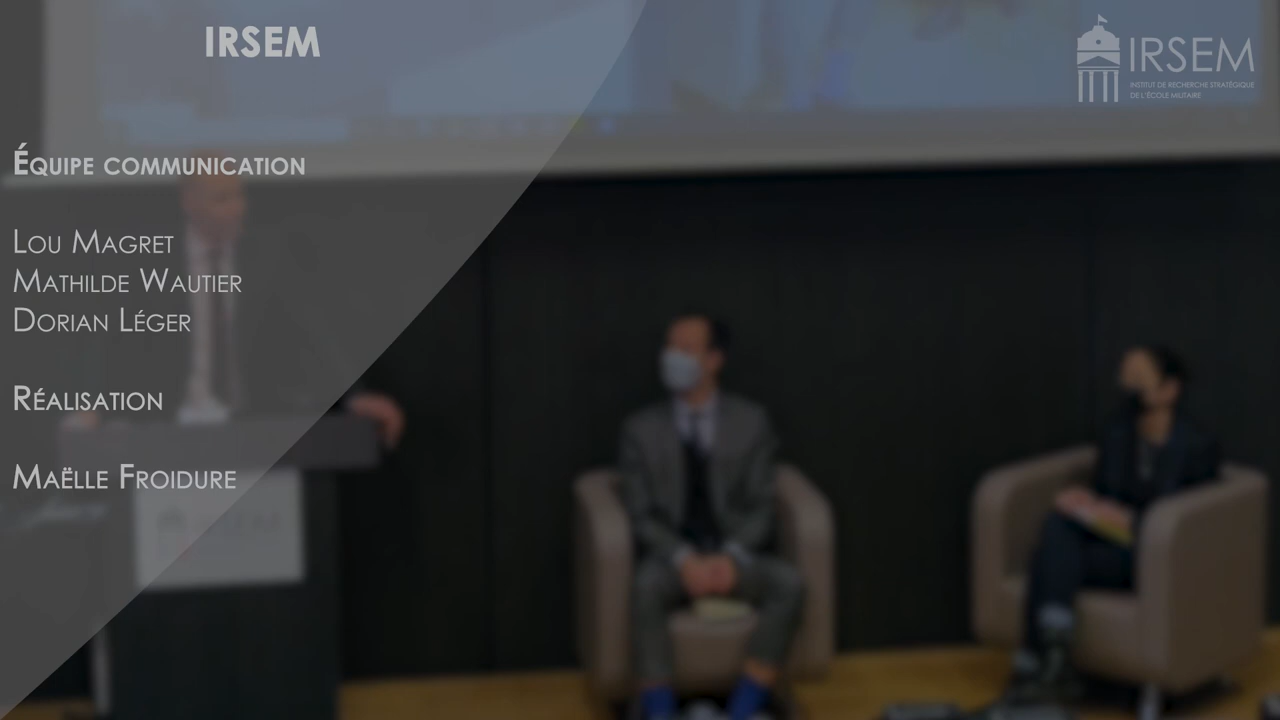 IRSEM
IRSEM
INSTITUT DE RECHERCHE STRATÉGIQUE
DE L'ÉCOLE MILITAIRE
ÉQUIPE COMMUNICATION
LOU MAGRET
MATHILDE WAUTIER
DORIAN LÉGER
RÉALISATION
MAËLLE FROIDURE